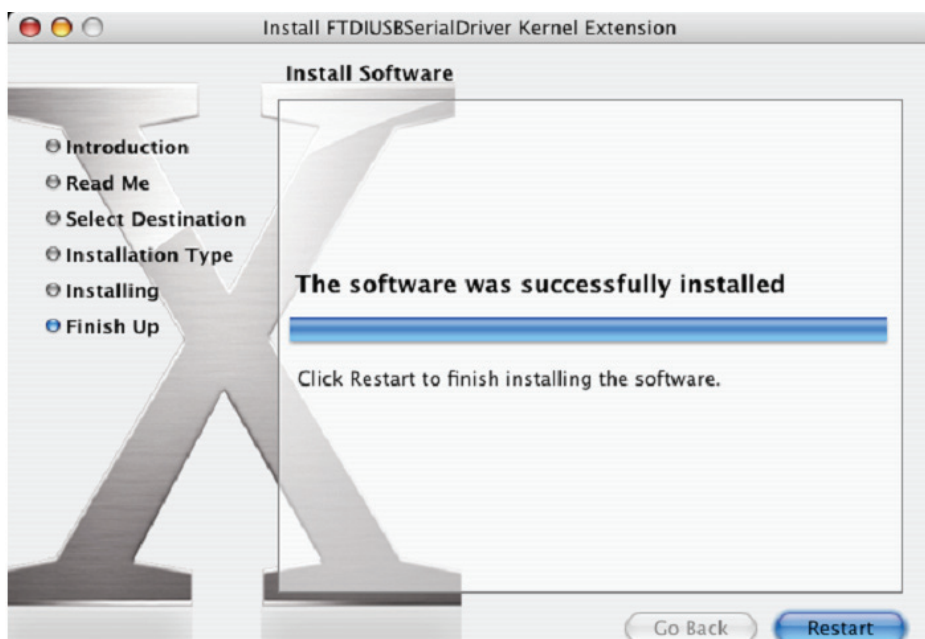 Install FTDIUSBSerialDriver Kernel Extension
Install Software
Introduction
Read Me
Select Destination
Installation Type
Installing
Finish Up
The software was successfully installed
Click Restart to finish installing the software.
Go Back
Restart